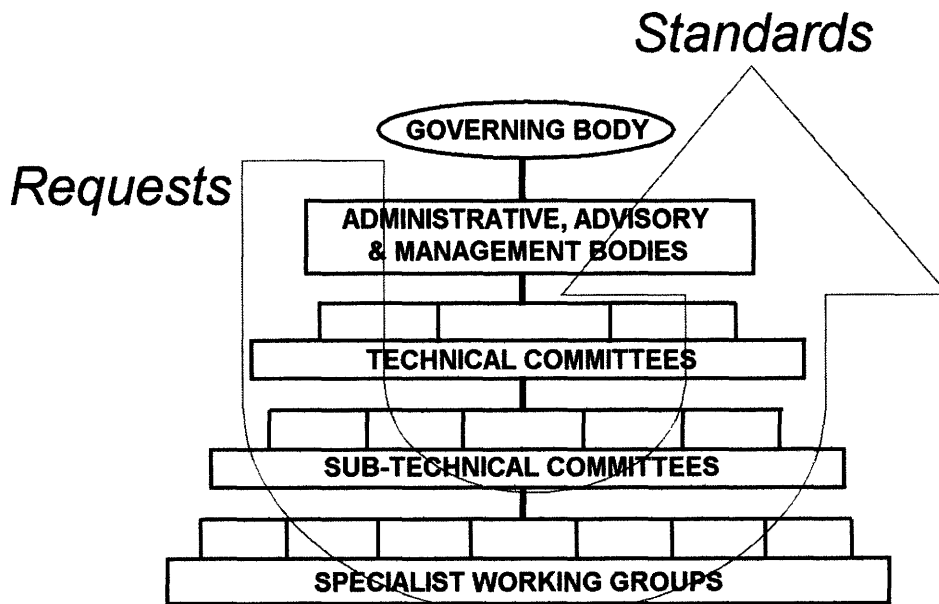 Standards
GOVERNING BODY
Requests
ADMINISTRATIVE, ADVISORY
& MANAGEMENT BODIES
TECHNICAL COMMITTEES
SUB-TECHNICAL COMMITTEES
SPECIALIST WORKING GROUPS